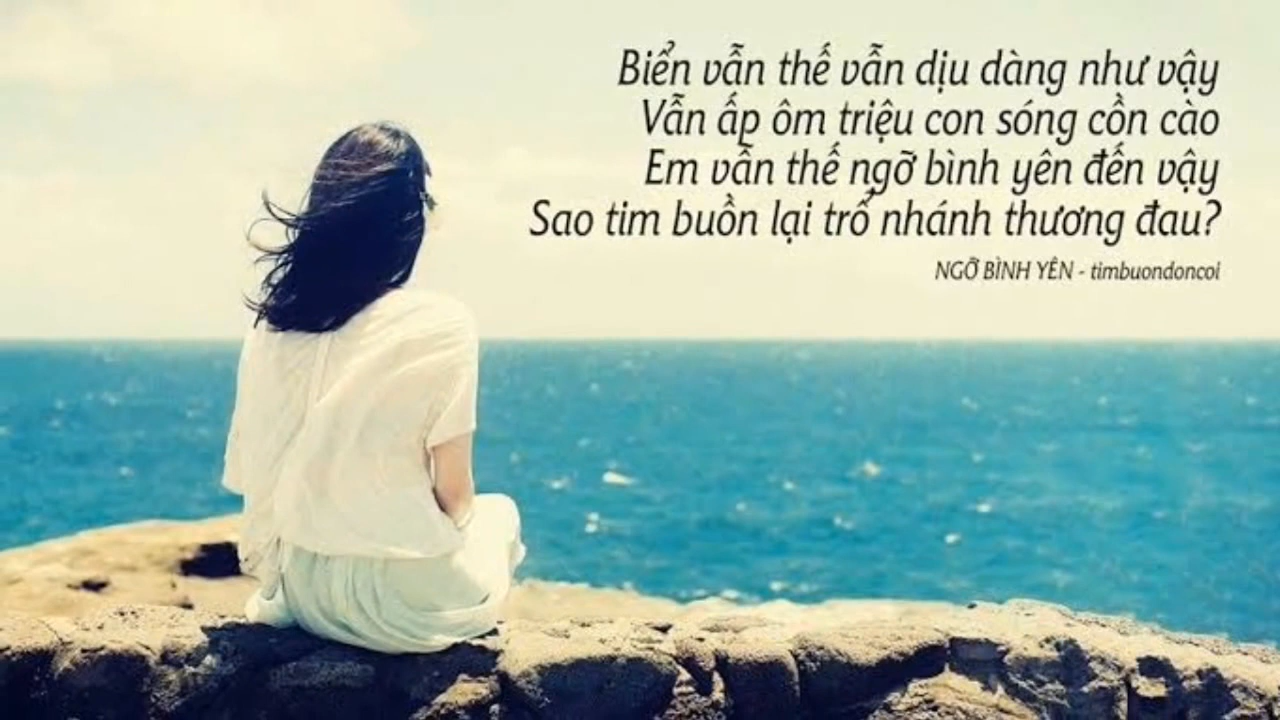 Biển vẫn thế vẫn dịu dàng như vậy
Vẫn ấp ôm triệu con sóng cồn cào
Em vẫn thế ngỡ bình yên đến vậy
Sao tim buồn lại trổ nhánh thương đau?
NGỠ BÌNH YÊN - timbuondoncoi